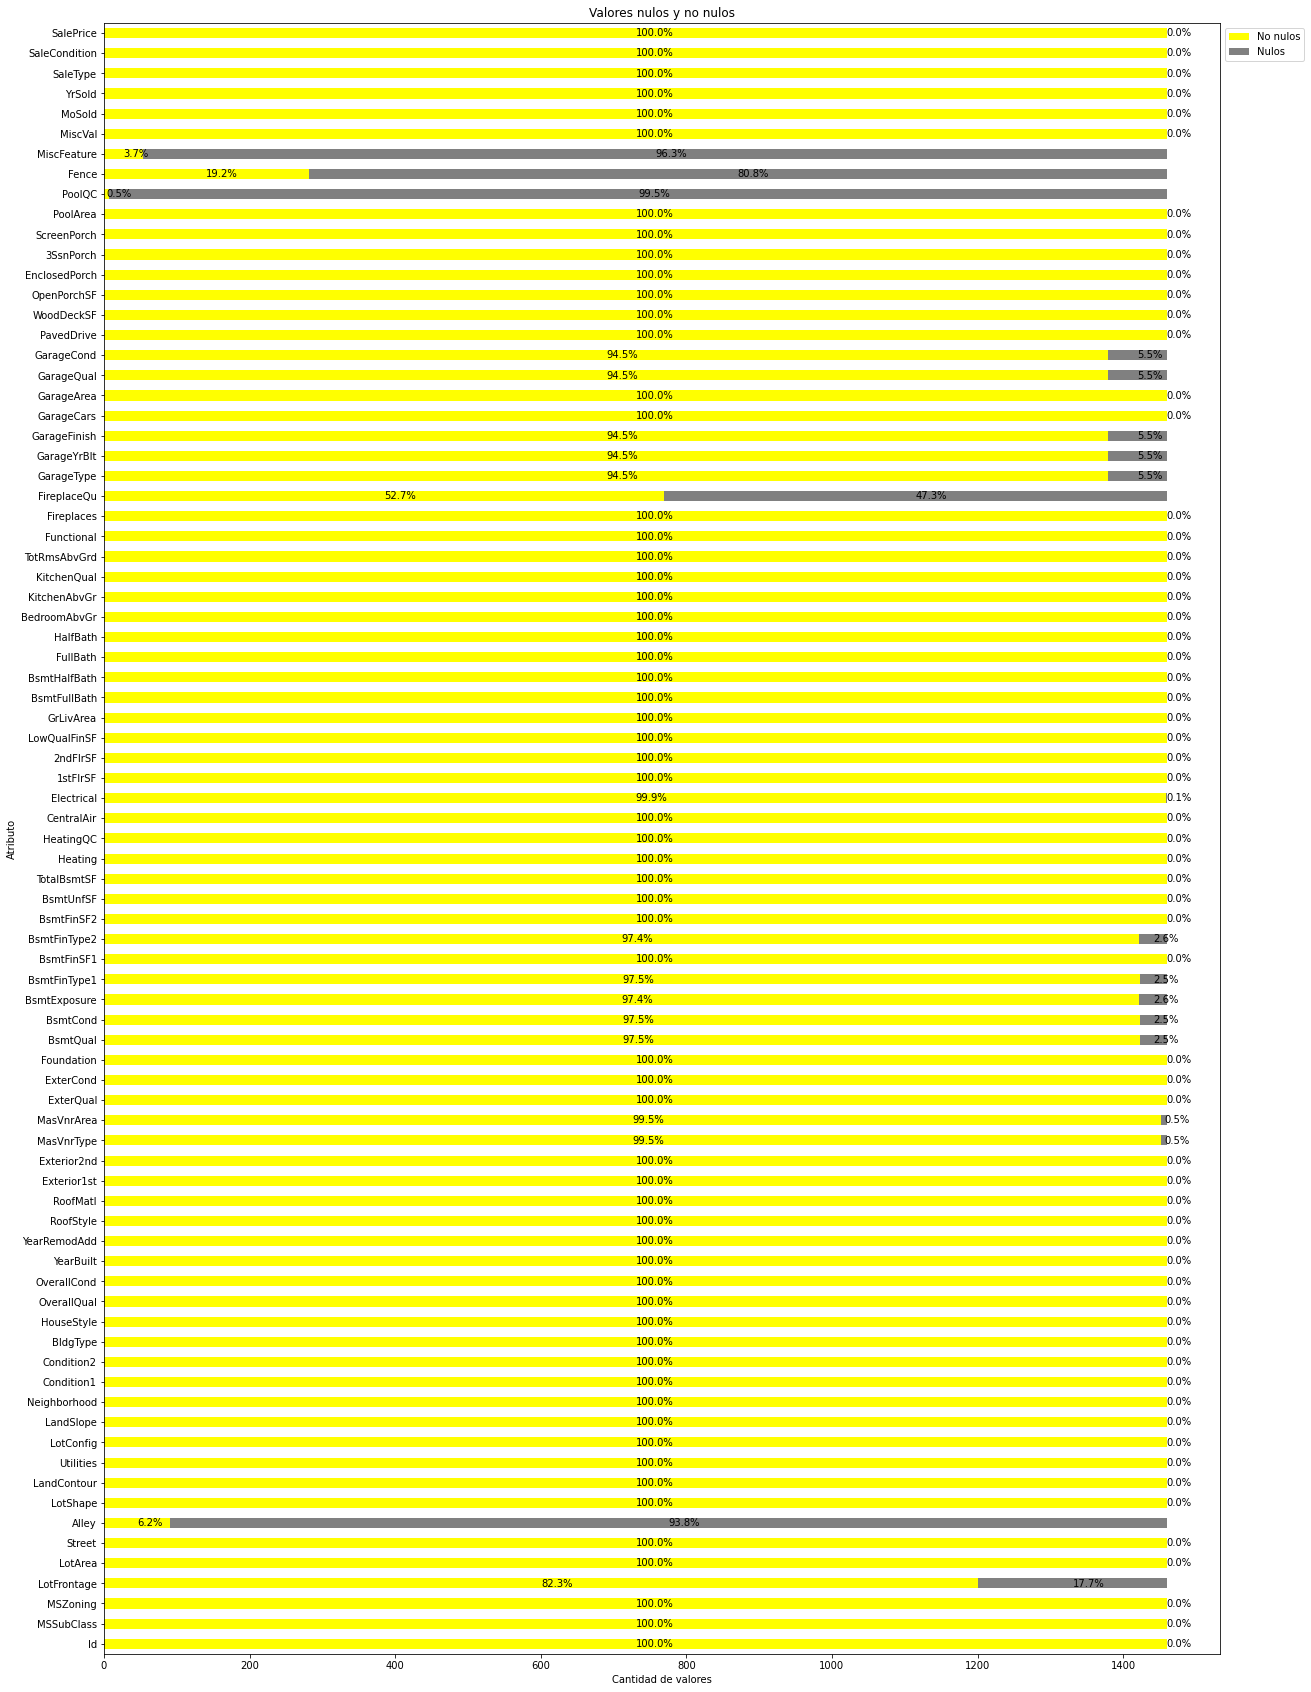 Valores nulos y no nulos
No nulos
Nulos
SalePrice 100.0% 0.0%
SaleCondition 100.0% 0.0%
SaleType 100.0% 0.0%
YrSold 100.0% 0.0%
MoSold 100.0% 0.0%
MiscVal 100.0% 0.0%
MiscFeature 3.7% 96.3%
Fence 19.2% 80.8%
PoolQC 0.5% 99.5%
PoolArea 100.0% 0.0%
ScreenPorch 100.0% 0.0%
3SsnPorch 100.0% 0.0%
EnclosedPorch 100.0% 0.0%
OpenPorchSF 100.0% 0.0%
WoodDeckSF 100.0% 0.0%
PavedDrive 100.0% 0.0%
GarageCond 94.5% 5.5%
GarageQual 94.5% 5.5%
GarageArea 100.0% 0.0%
GarageCars 100.0% 0.0%
GarageFinish 94.5% 5.5%
GarageYrBlt 94.5% 5.5%
GarageType 94.5% 5.5%
FireplaceQu 52.7% 47.3%
Fireplaces 100.0% 0.0%
Functional 100.0% 0.0%
TotRmsAbvGrd 100.0% 0.0%
KitchenQual 100.0% 0.0%
KitchenAbvGr 100.0% 0.0%
BedroomAbvGr 100.0% 0.0%
HalfBath 100.0% 0.0%
FullBath 100.0% 0.0%
BsmtHalfBath 100.0% 0.0%
BsmtFullBath 100.0% 0.0%
GrLivArea 100.0% 0.0%
LowQualFinSF 100.0% 0.0%
2ndFlrSF 100.0% 0.0%
1stFlrSF 100.0% 0.0%
Electrical 99.9% 0.1%
CentralAir 100.0% 0.0%
HeatingQC 100.0% 0.0%
Heating 100.0% 0.0%
TotalBsmtSF 100.0% 0.0%
BsmtUnfSF 100.0% 0.0%
BsmtFinSF2 100.0% 0.0%
BsmtFinType2 97.4% 2.6%
BsmtFinSF1 100.0% 0.0%
BsmtFinType1 97.5% 2.5%
BsmtExposure 97.4% 2.6%
BsmtCond 97.5% 2.5%
BsmtQual 97.5% 2.5%
Foundation 100.0% 0.0%
ExterCond 100.0% 0.0%
ExterQual 100.0% 0.0%
MasVnrArea 99.5% 0.5%
MasVnrType 99.5% 0.5%
Exterior2nd 100.0% 0.0%
Exterior1st 100.0% 0.0%
RoofMatl 100.0% 0.0%
RoofStyle 100.0% 0.0%
YearRemodAdd 100.0% 0.0%
YearBuilt 100.0% 0.0%
OverallCond 100.0% 0.0%
OverallQual 100.0% 0.0%
HouseStyle 100.0% 0.0%
BldgType 100.0% 0.0%
Condition2 100.0% 0.0%
Condition1 100.0% 0.0%
Neighborhood 100.0% 0.0%
LandSlope 100.0% 0.0%
LotConfig 100.0% 0.0%
Utilities 100.0% 0.0%
LandContour 100.0% 0.0%
LotShape 100.0% 0.0%
Alley 6.2% 93.8%
Street 100.0% 0.0%
LotArea 100.0% 0.0%
LotFrontage 82.3% 17.7%
MSZoning 100.0% 0.0%
MSSubClass 100.0% 0.0%
Id 100.0% 0.0%
Atributo
0 200 400 600 800 1000 1200 1400
Cantidad de valores